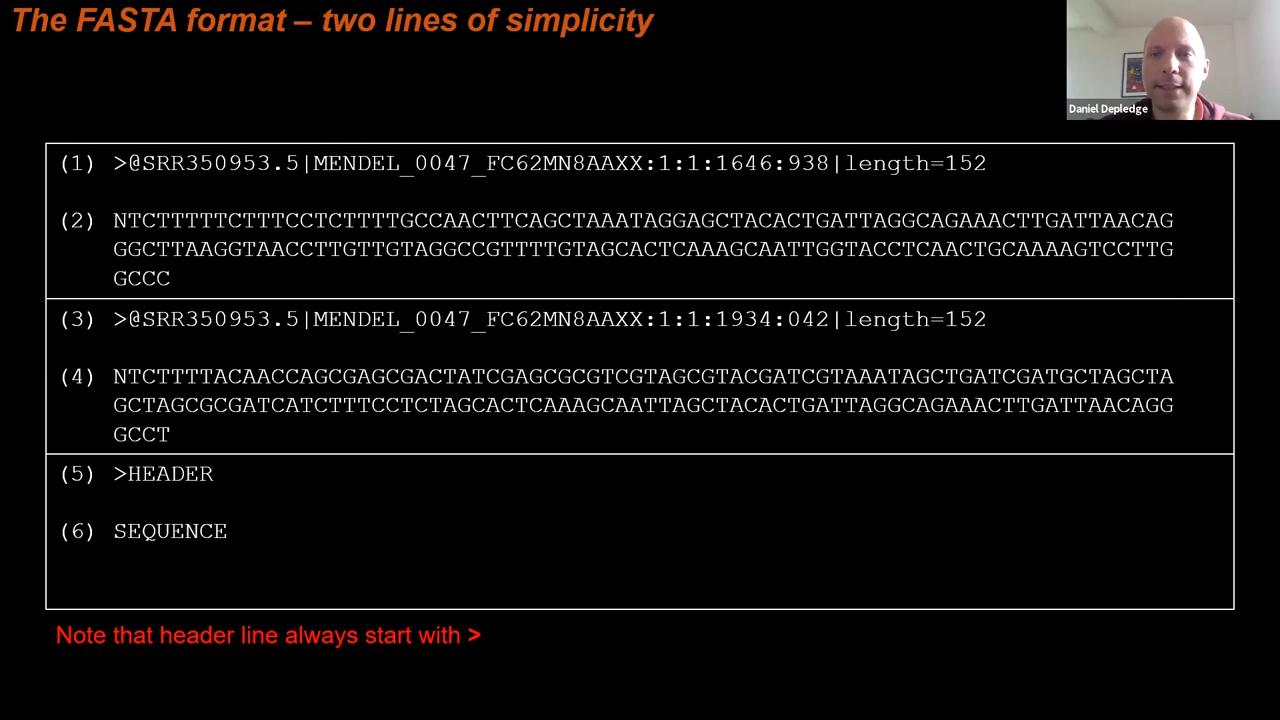 The FASTA format – two lines of simplicity
Daniel Depledge
(1) >@SRR350953.5|MENDEL_0047_FC62MN8AAXX:1:1:1646:938|length=152
(2) NTCTTTTTCTTTCCTCTTTTGCCAACTTCAGCTAAATAGGAGCTACACTGATTAGGCAGAAACTTGATTAACAG
GGCTTAAGGTAACCTTGTTGTAGGCCGTTTTGTAGCACTCAAAGCAATTGGTACCTCAACTGCAAAAGTCCTTG
GCCC
(3) >@SRR350953.5|MENDEL_0047_FC62MN8AAXX:1:1:1934:042|length=152
(4) NTCTTTTACAACCAGCGAGCGACTATCGAGCGCGTCGTAGCGTACGATCGTAAATAGCTGATCGATGCTAGCTA
GCTAGCGCGATCATCTTTCCTCTAGCACTCAAAGCAATTAGCTACACTGATTAGGCAGAAACTTGATTAACAGG
GCCT
(5) >HEADER
(6) SEQUENCE
Note that header line always start with >